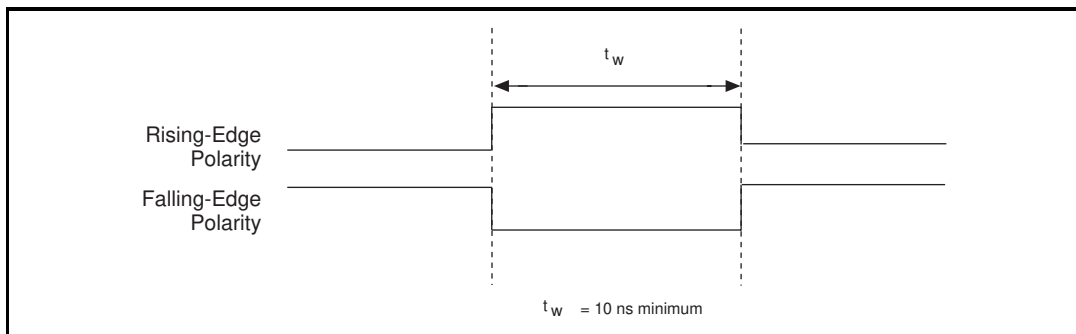 t w
Rising-Edge
Polarity
Falling-Edge
Polarity
t w = 10 ns minimum